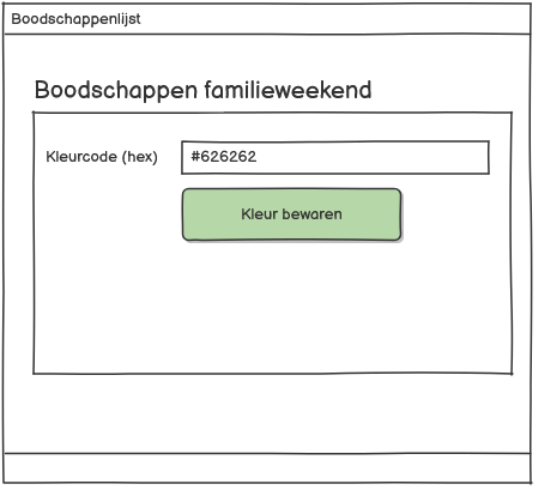 Boodschappenlijst
Boodschappen familieweekend
Kleurcode (hex) #626262
Kleur bewaren